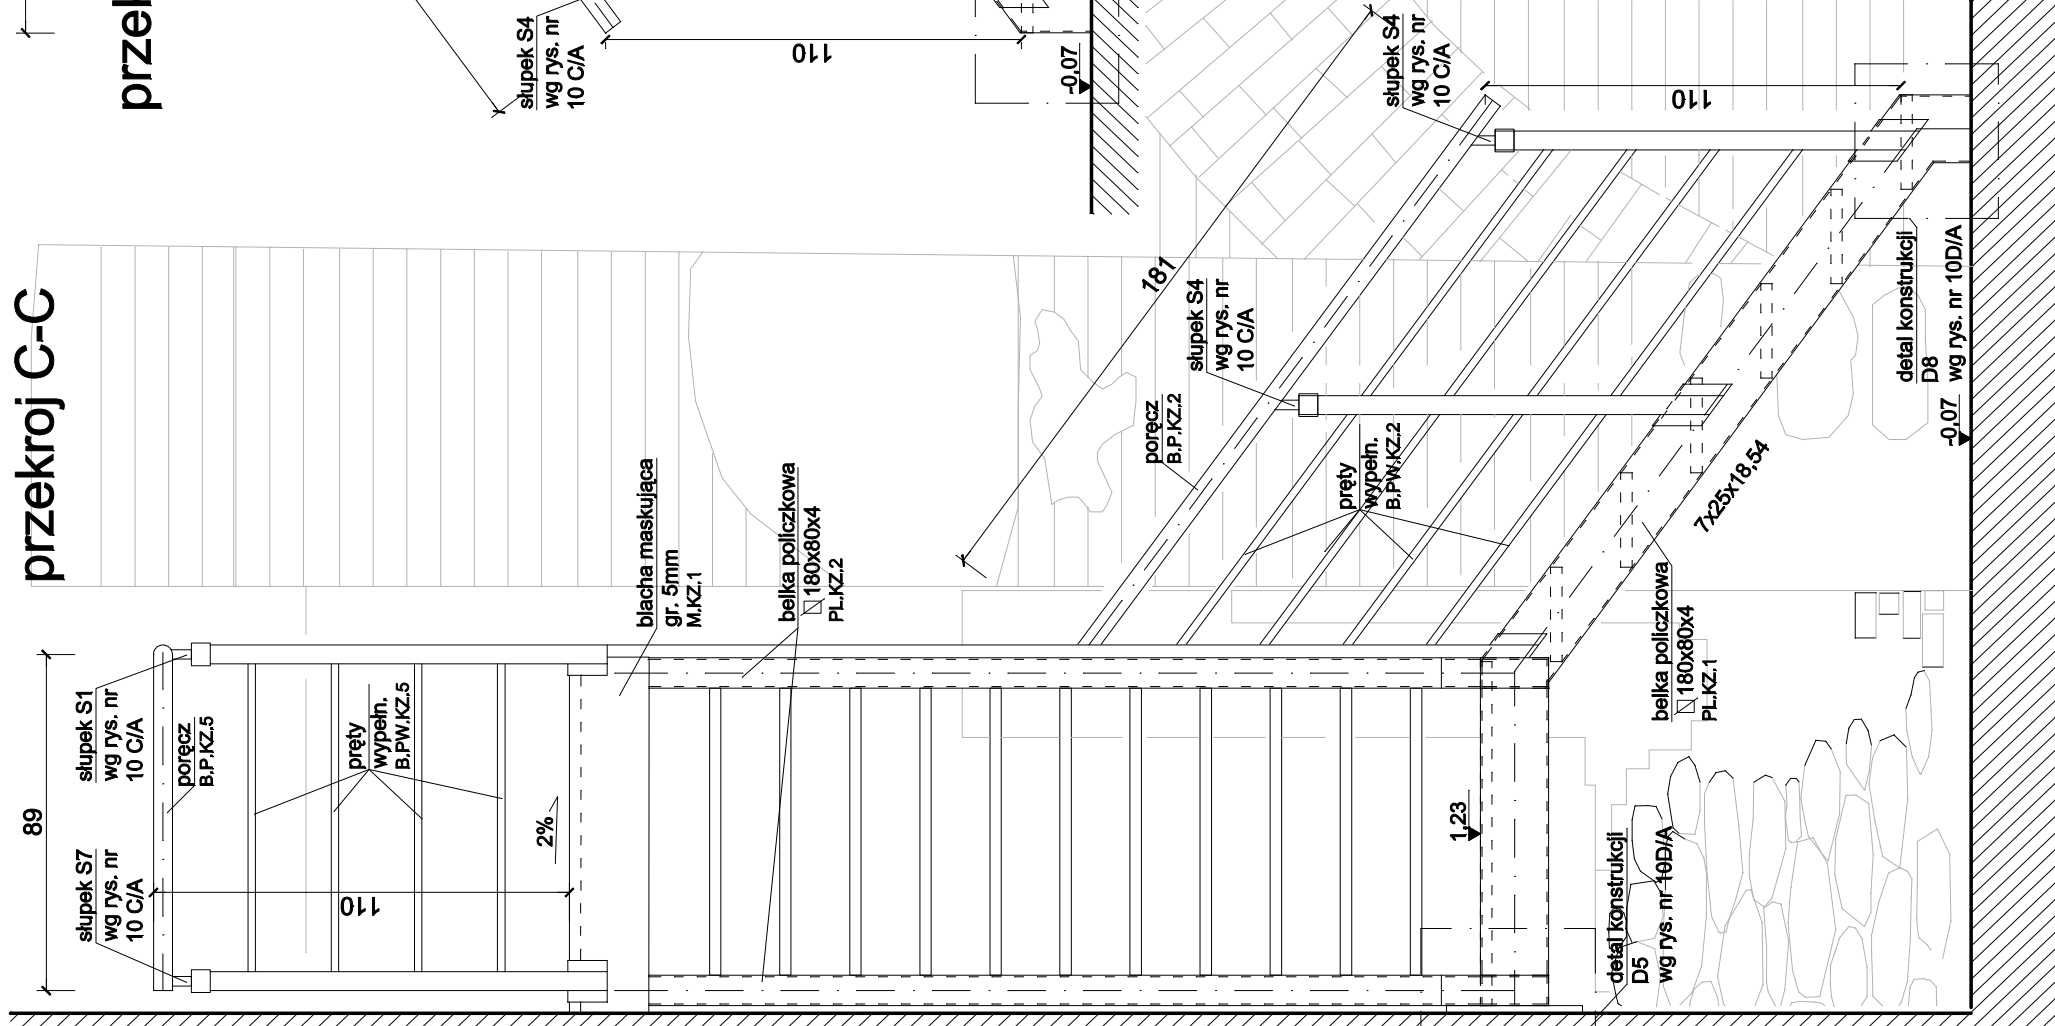 przekrój C-C
przek
słupek S4
wg rys. nr
10 C/A
110
-0,07
słupek S4
wg rys. nr
10 C/A
110
181
słupek S4
wg rys. nr
10 C/A
poręcz
B.P.KZ.2
pręty
wypełn.
B.PW.KZ.2
7x25x18,54
detal konstrukcji
D8
wg rys. nr 10D/A
-0,07
blacha maskująca
gr. 5mm
M.KZ.1
belka policzkowa
180x80x4
PL.KZ.2
belka policzkowa
180x80x4
PL.KZ.1
89
słupek S1
wg rys. nr
10 C/A
poręcz
B.P.KZ.5
słupek S7
wg rys. nr
10 C/A
pręty
wypełn.
B.PW.KZ.5
110
2%
1,23
detal konstrukcji
D5
wg rys. nr 10D/A